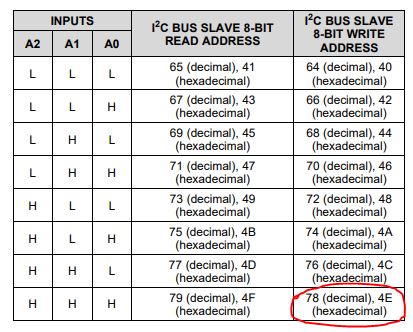 INPUTS
I²C BUS SLAVE 8-BIT
READ ADDRESS
I²C BUS SLAVE
8-BIT WRITE
ADDRESS
A2 A1 A0
L L L 65 (decimal), 41 (hexadecimal) 64 (decimal), 40 (hexadecimal)
L L H 67 (decimal), 43 (hexadecimal) 66 (decimal), 42 (hexadecimal)
L H L 69 (decimal), 45 (hexadecimal) 68 (decimal), 44 (hexadecimal)
L H H 71 (decimal), 47 (hexadecimal) 70 (decimal), 46 (hexadecimal)
H L L 73 (decimal), 49 (hexadecimal) 72 (decimal), 48 (hexadecimal)
H L H 75 (decimal), 4B (hexadecimal) 74 (decimal), 4A (hexadecimal)
H H L 77 (decimal), 4D (hexadecimal) 76 (decimal), 4C (hexadecimal)
H H H 79 (decimal), 4F (hexadecimal) 78 (decimal), 4E (hexadecimal)